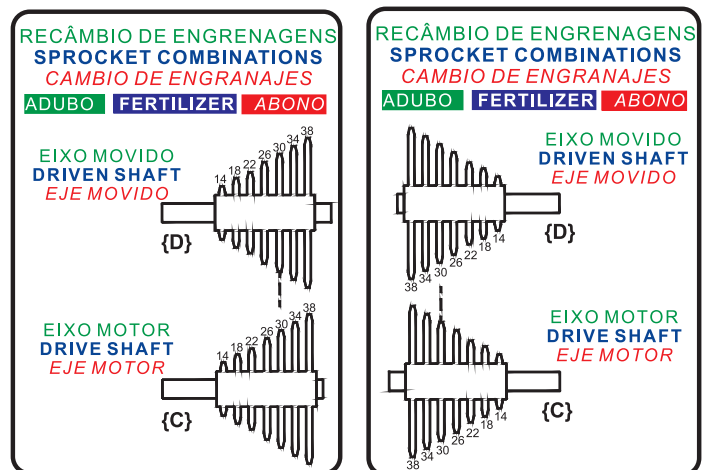 RECÂMBIO DE ENGRENAGENS
SPROCKET COMBINATIONS
CAMBIO DE ENGRANAJES
ADUBO FERTILIZER ABONO
38
34
30
26
22
18
14
EIXO MOVIDO
DRIVEN SHAFT
EJE MOVIDO
{D}
38
34
30
26
22
18
14
EIXO MOTOR
DRIVE SHAFT
EJE MOTOR
{C}
RECÂMBIO DE ENGRENAGENS
SPROCKET COMBINATIONS
CAMBIO DE ENGRANAJES
ADUBO FERTILIZER ABONO
EIXO MOVIDO
DRIVEN SHAFT
EJE MOVIDO
{D}
14
18
22
26
30
34
38
EIXO MOTOR
DRIVE SHAFT
EJE MOTOR
{C}
14
18
22
26
30
34
38